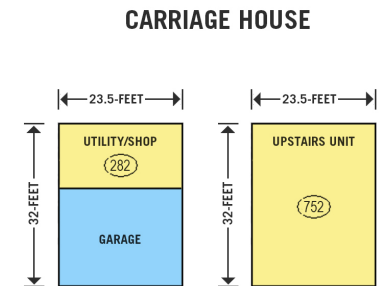 CARRIAGE HOUSE
23.5-FEET
23.5-FEET
UTILITY/SHOP
282
UPSTAIRS UNIT
32-FEET
32-FEET
752
GARAGE